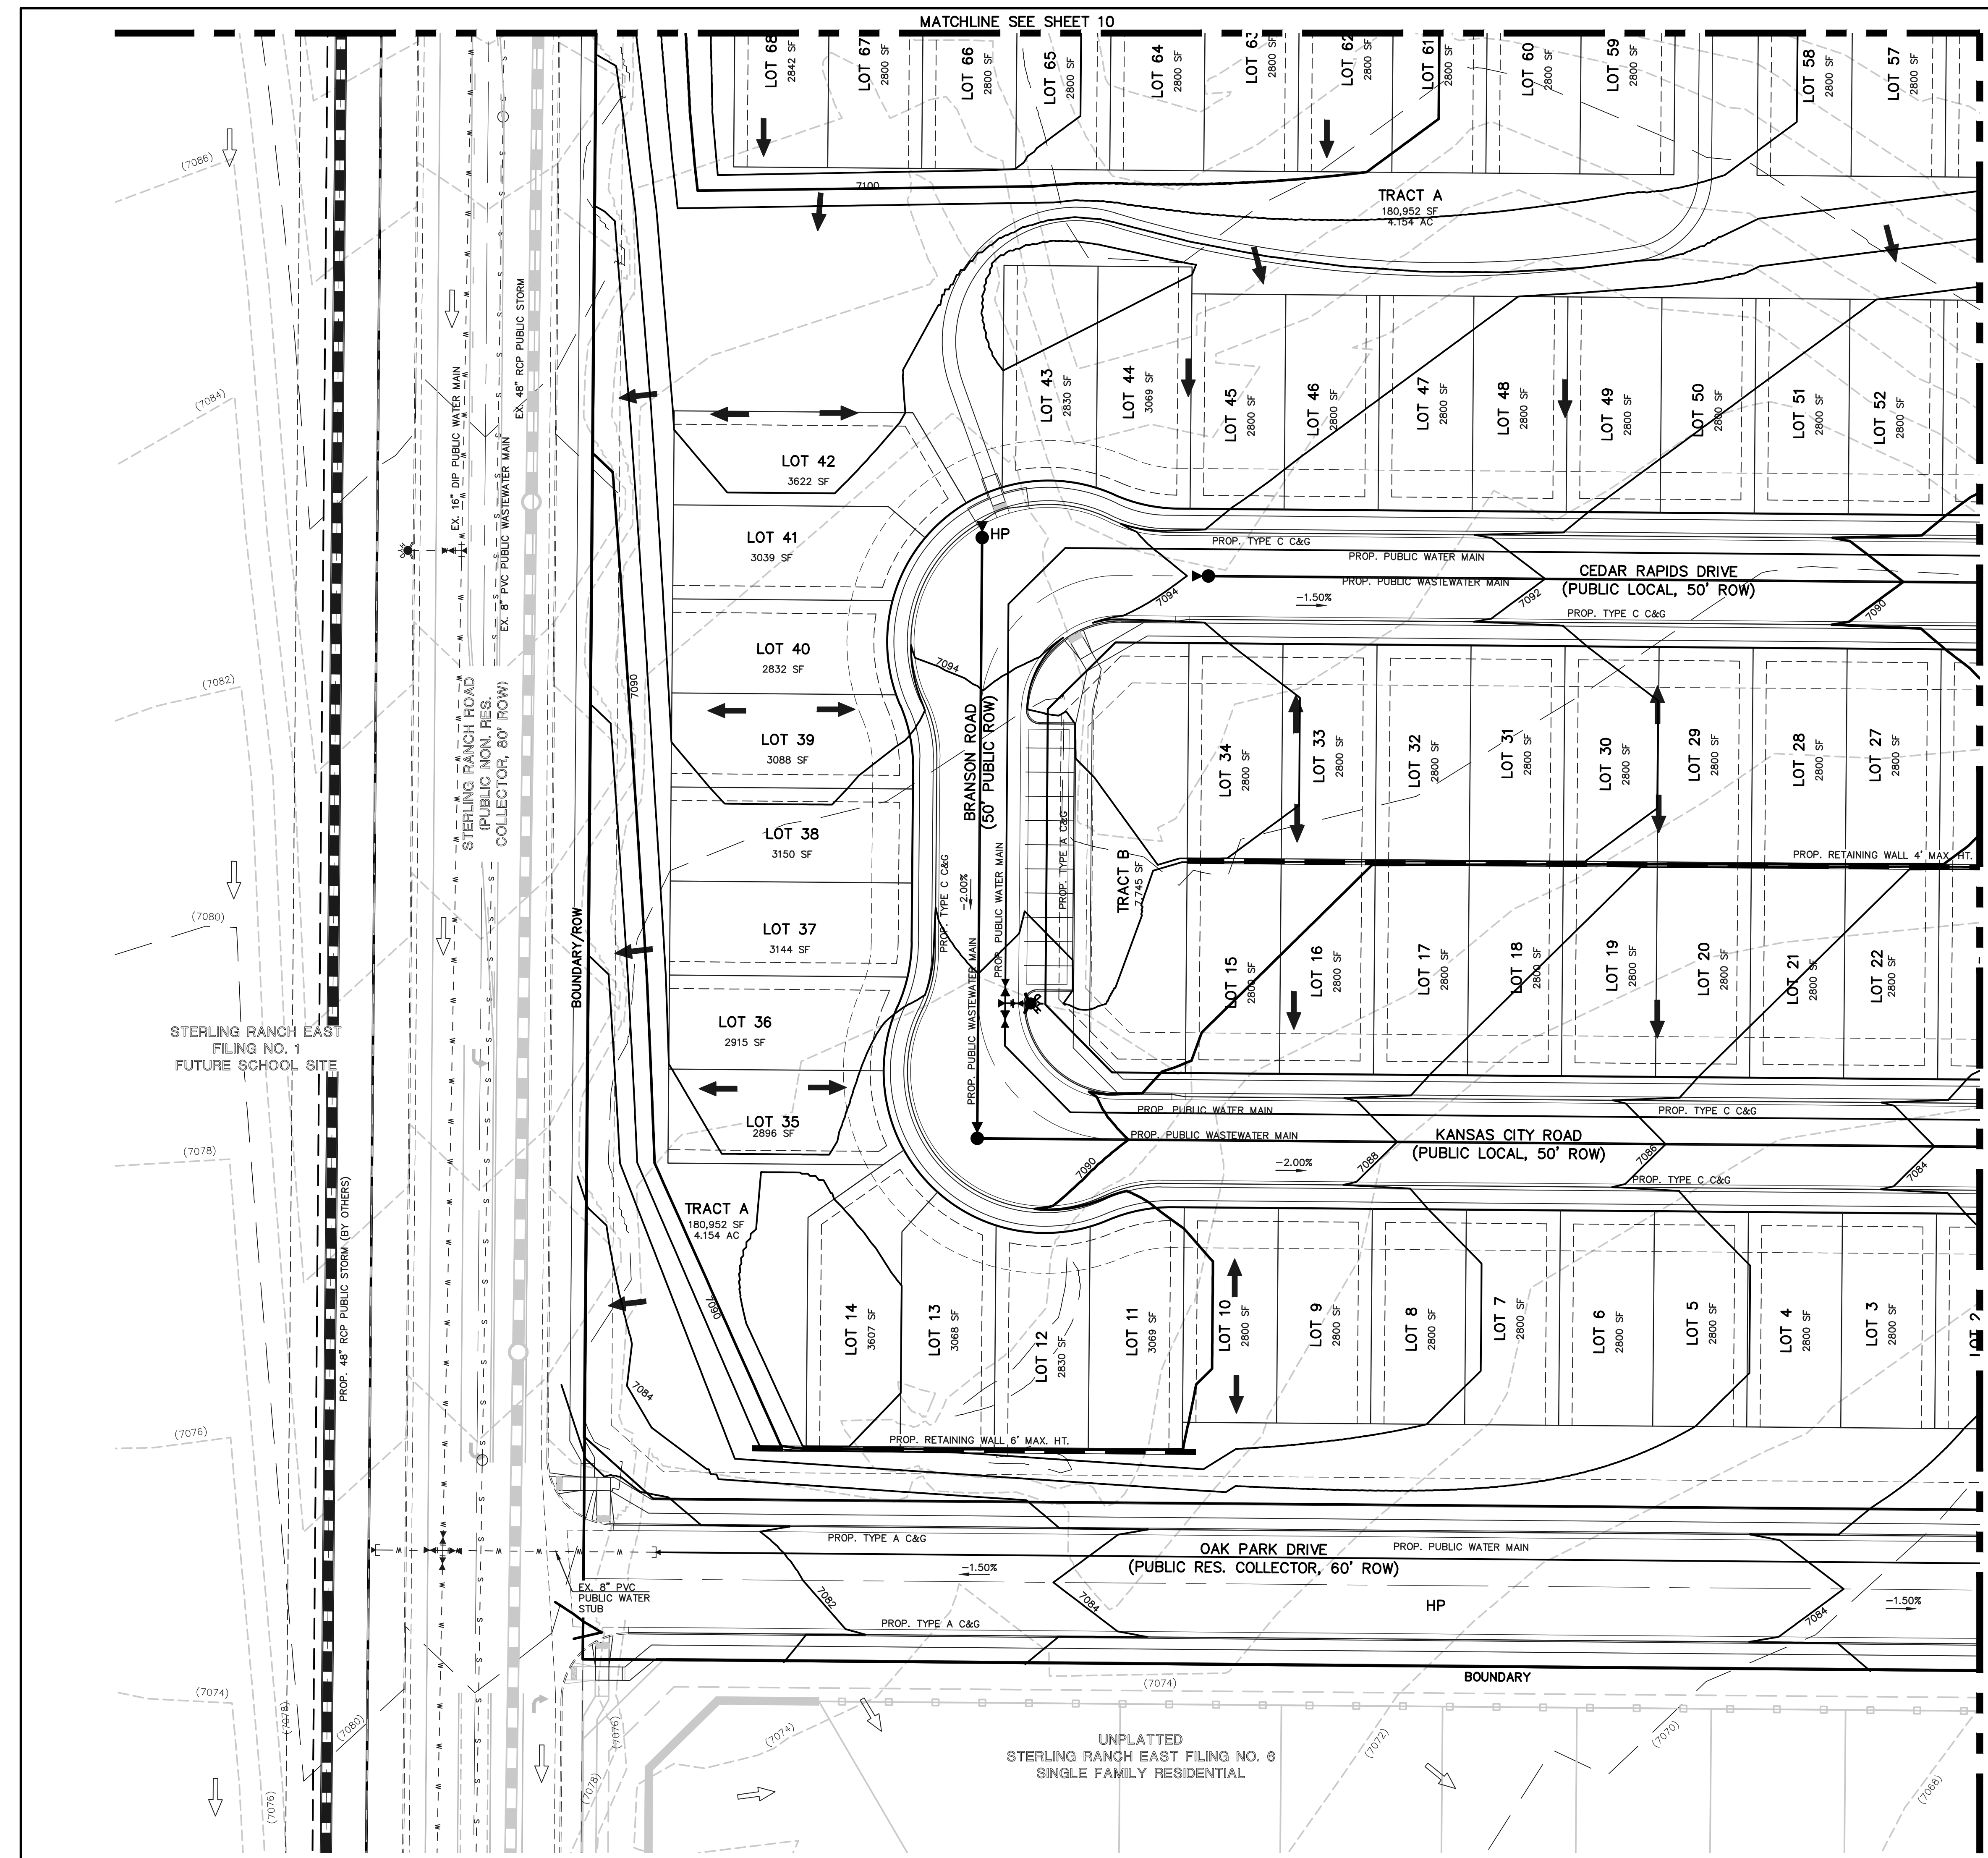 MATCHLINE SEE SHEET 10
LOT 68
2842 SF
LOT 67
2800 SF
LOT 66
2800 SF
LOT 65
2800 SF
LOT 64
2800 SF
LOT 63
2800 SF
LOT 62
2800 SF
LOT 61
2800 SF
LOT 60
2800 SF
LOT 59
2800 SF
LOT 58
2800 SF
LOT 57
2800 SF
(7086)
7100
TRACT A
180,952 SF
4.154 AC
EX. 48" RCP PUBLIC STORM
EX. 16" DIP PUBLIC WATER MAIN
EX. 8" PVC PUBLIC WASTEWATER MAIN
(7084)
LOT 43
2830 SF
LOT 44
3069 SF
LOT 45
2800 SF
LOT 46
2800 SF
LOT 47
2800 SF
LOT 48
2800 SF
LOT 49
2800 SF
LOT 50
2800 SF
LOT 51
2800 SF
LOT 52
2800 SF
LOT 42
3622 SF
LOT 41
3039 SF
HP
PROP. TYPE C C&G
PROP. PUBLIC WATER MAIN
CEDAR RAPIDS DRIVE
(PUBLIC LOCAL, 50' ROW)
PROP. PUBLIC WASTEWATER MAIN
7094
-1.50%
7092
7090
PROP. TYPE C C&G
LOT 40
2832 SF
7094
7090
(7082)
STERLING RANCH ROAD
(PUBLIC NON. RES.
COLLECTOR, 80' ROW)
BRANSON ROAD
(50' PUBLIC ROW)
LOT 39
3088 SF
LOT 34
2800 SF
LOT 33
2800 SF
LOT 32
2800 SF
LOT 31
2800 SF
LOT 30
2800 SF
LOT 29
2800 SF
LOT 28
2800 SF
LOT 27
2800 SF
LOT 38
3150 SF
PROP. TYPE C C&G
-2.00%
PROP. PUBLIC WATER MAIN
PROP. TYPE A C&G
TRACT B
7,745 SF
PROP. RETAINING WALL 4' MAX. HT.
(7080)
BOUNDARY/ROW
LOT 37
3144 SF
PROP. PUBLIC WASTEWATER MAIN
LOT 15
2800 SF
LOT 16
2800 SF
LOT 17
2800 SF
LOT 18
2800 SF
LOT 19
2800 SF
LOT 20
2800 SF
LOT 21
2800 SF
LOT 22
2800 SF
STERLING RANCH EAST
FILING NO. 1
FUTURE SCHOOL SITE
LOT 36
2915 SF
LOT 35
2896 SF
PROP. PUBLIC WATER MAIN
PROP. TYPE C C&G
PROP. PUBLIC WASTEWATER MAIN
KANSAS CITY ROAD
(PUBLIC LOCAL, 50' ROW)
7090
-2.00%
7088
7086
7084
PROP. TYPE C C&G
(7078)
PROP. 48" RCP PUBLIC STORM (BY OTHERS)
TRACT A
180,952 SF
4.154 AC
7090
LOT 14
3607 SF
LOT 13
3068 SF
LOT 12
2830 SF
LOT 11
3069 SF
LOT 10
2800 SF
LOT 9
2800 SF
LOT 8
2800 SF
LOT 7
2800 SF
LOT 6
2800 SF
LOT 5
2800 SF
LOT 4
2800 SF
LOT 3
2800 SF
LOT 2
7084
(7076)
PROP. RETAINING WALL 6' MAX. HT.
PROP. TYPE A C&G
OAK PARK DRIVE
(PUBLIC RES. COLLECTOR, 60' ROW)
PROP. PUBLIC WATER MAIN
-1.50%
EX. 8" PVC
PUBLIC WATER
STUB
7082
7084
HP
7084
-1.50%
PROP. TYPE A C&G
BOUNDARY
(7074)
(7074)
(7078)
(7080)
(7076)
(7074)
(7072)
(7070)
UNPLATTED
STERLING RANCH EAST FILING NO. 6
SINGLE FAMILY RESIDENTIAL
(7076)
(7078)
(7068)